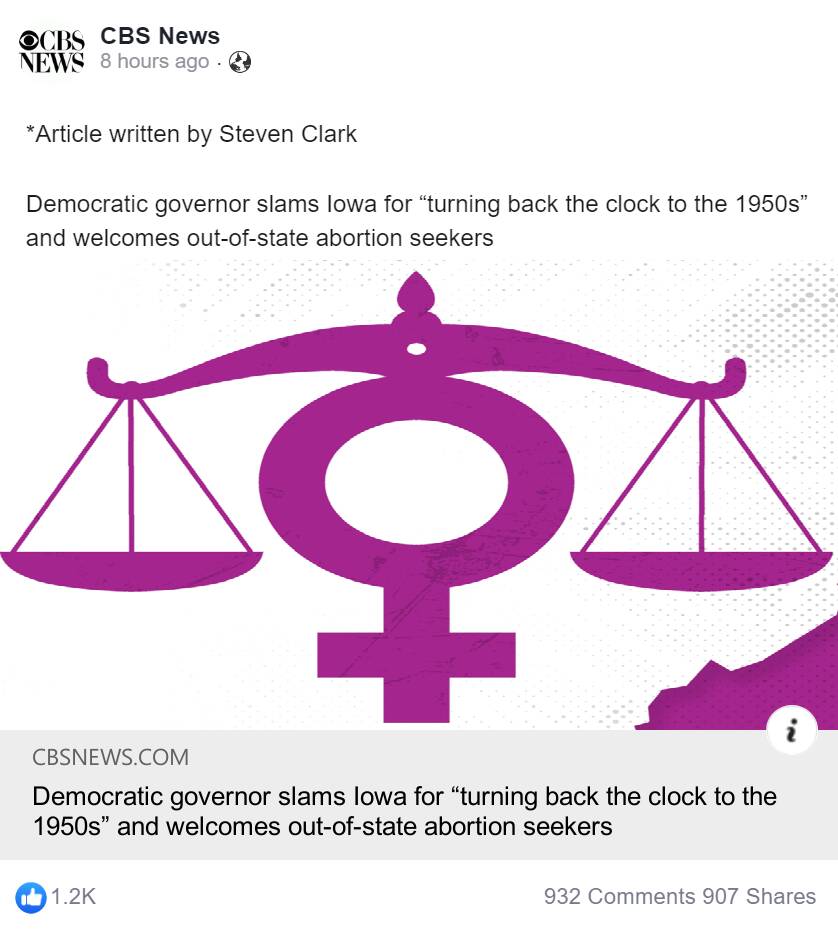 CBS NEWS
CBS News
8 hours ago ·
*Article written by Steven Clark
Democratic governor slams Iowa for “turning back the clock to the 1950s”
and welcomes out-of-state abortion seekers
i
CBSNEWS.COM
Democratic governor slams Iowa for “turning back the clock to the
1950s” and welcomes out-of-state abortion seekers
1.2K
932 Comments 907 Shares